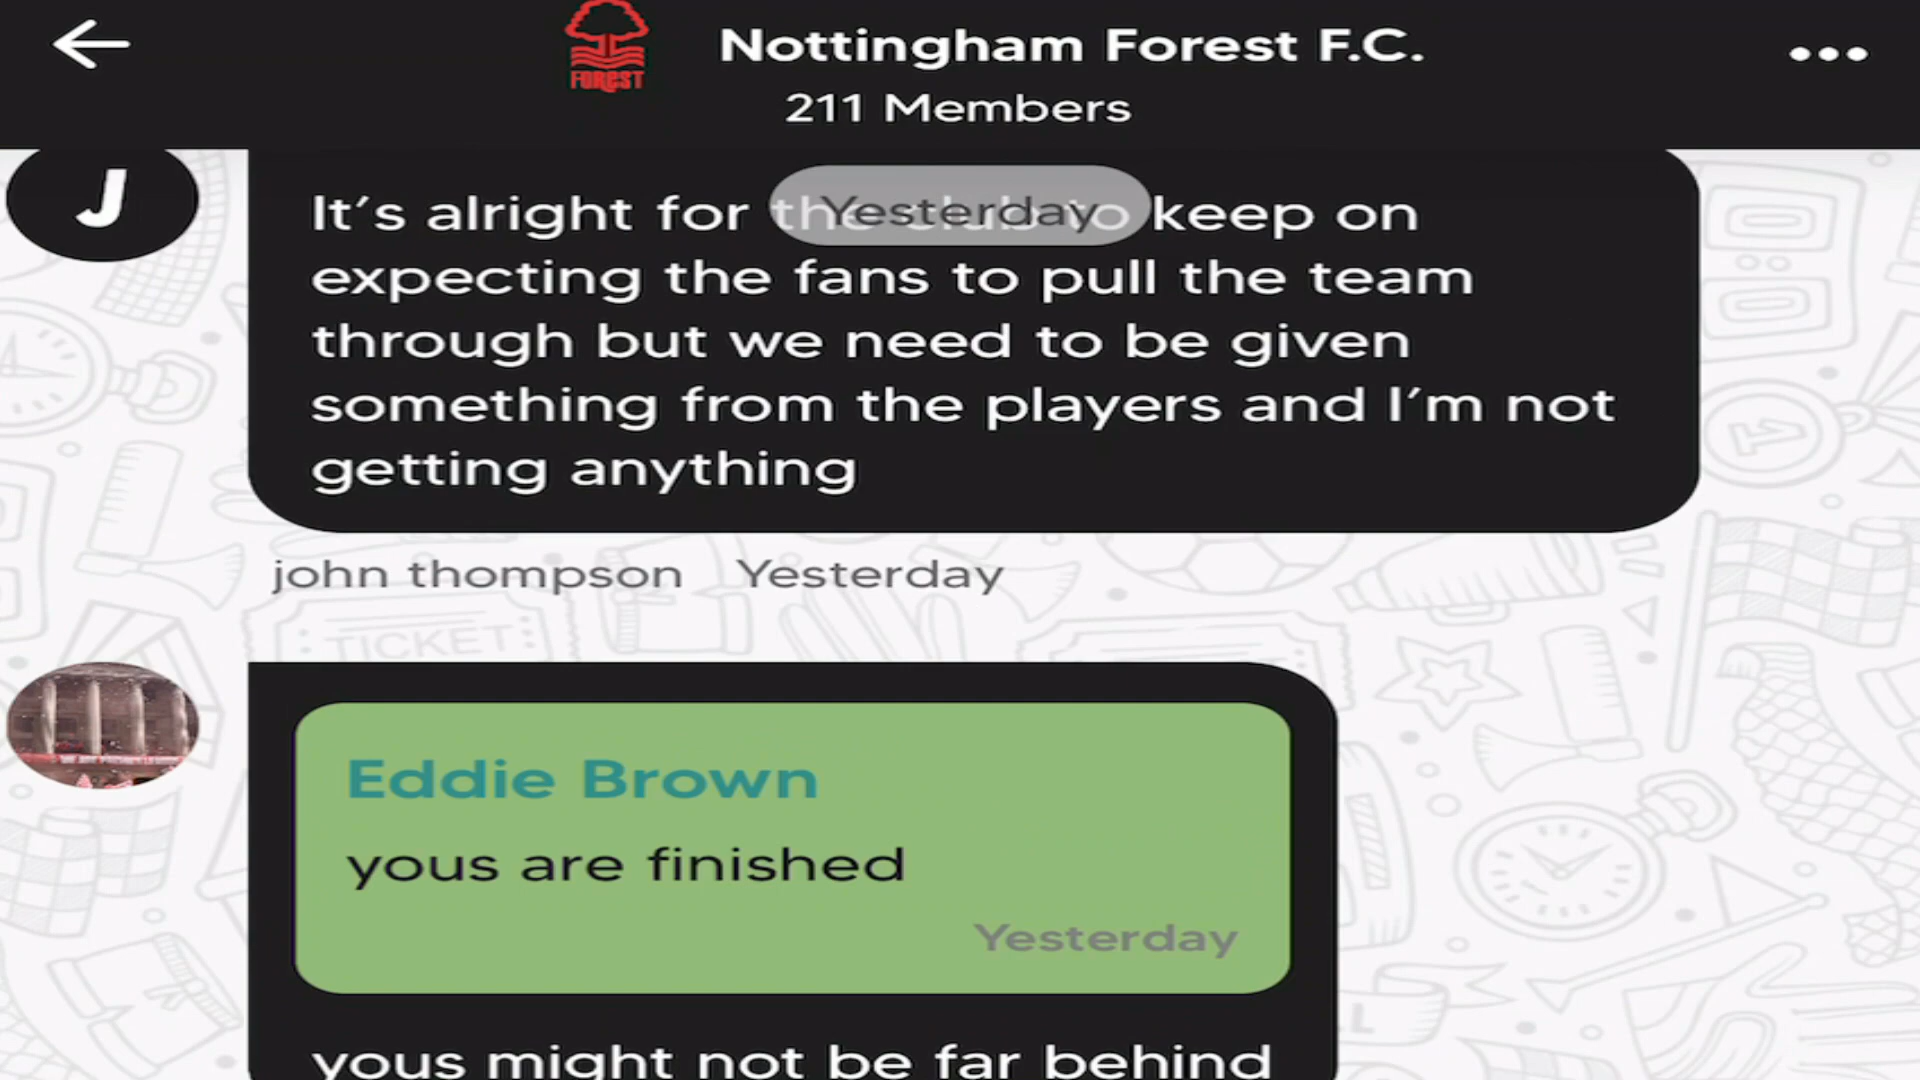 Nottingham Forest F.C.
FOREST
211 Members
J
Yesterday
It's alright for the club to keep on
expecting the fans to pull the team
through but we need to be given
something from the players and I'm not
getting anything
john thompson Yesterday
TICKET
Eddie Brown
yous are finished
Yesterday
yous might not be far behind